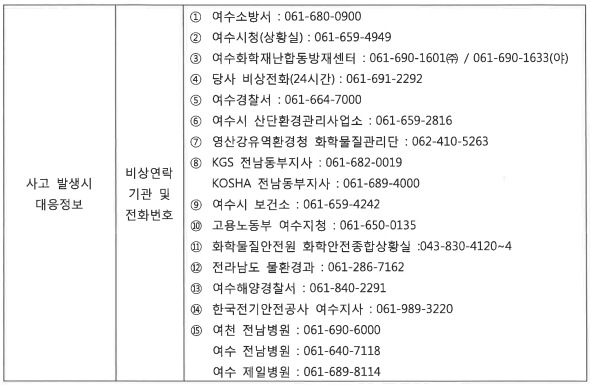 사고 발생시
대응정보
비상연락
기관 및
전화번호
① 여수소방서 : 061-680-0900
② 여수시청(상황실) : 061-659-4949
③ 여수화학재난합동방재센터 : 061-690-1601㈜ / 061-690-1633(야)
④ 당사 비상전화(24시간) : 061-691-2292
⑤ 여수경찰서 : 061-664-7000
⑥ 여수시 산단환경관리사업소 : 061-659-2816
⑦ 영산강유역환경청 화학물질관리단 : 062-410-5263
⑧ KGS 전남동부지사 : 061-682-0019
KOSHA 전남동부지사 : 061-689-4000
⑨ 여수시 보건소 : 061-659-4242
⑩ 고용노동부 여수지청 : 061-650-0135
⑪ 화학물질안전원 화학안전종합상황실 :043-830-4120~4
⑫ 전라남도 물환경과 : 061-286-7162
⑬ 여수해양경찰서 : 061-840-2291
⑭ 한국전기안전공사 여수지사 : 061-989-3220
⑮ 여천 전남병원 : 061-690-6000
여수 전남병원 : 061-640-7118
여수 제일병원 : 061-689-8114